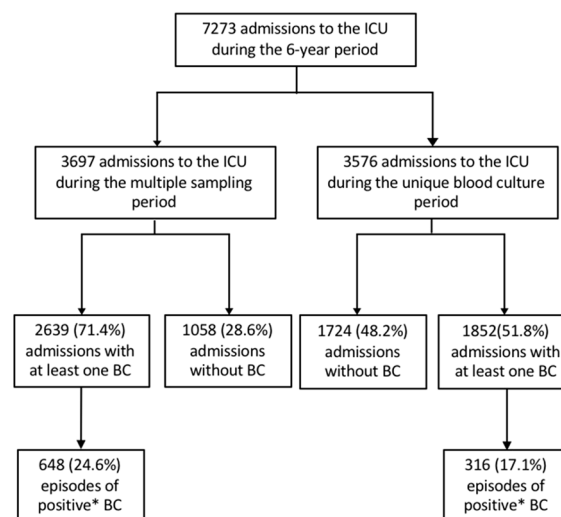 7273 admissions to the ICU
during the 6-year period
3697 admissions to the ICU
during the multiple sampling
period
3576 admissions to the ICU
during the unique blood culture
period
2639 (71.4%)
admissions with
at least one BC
1058 (28.6%)
admissions
without BC
1724 (48.2%)
admissions
without BC
1852(51.8%)
admissions with
at least one BC
648 (24.6%)
episodes of
positive* BC
316 (17.1%)
episodes of
positive* BC